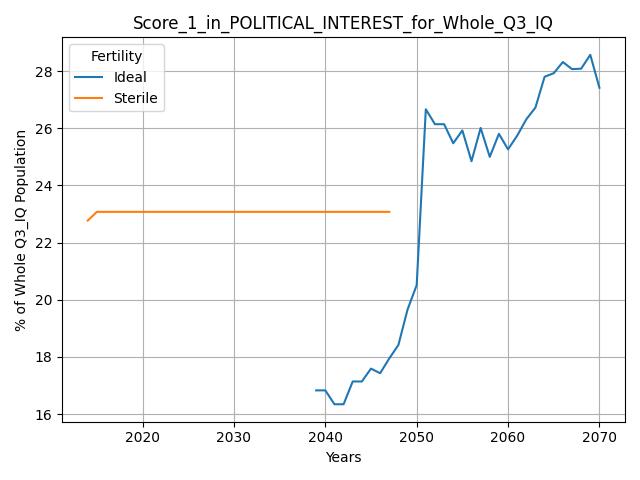 Score_1_in_POLITICAL_INTEREST_for_Whole_Q3_IQ
Fertility
Ideal
Sterile
% of Whole Q3_IQ Population
28
26
24
22
20
18
16
2020 2030 2040 2050 2060 2070
Years